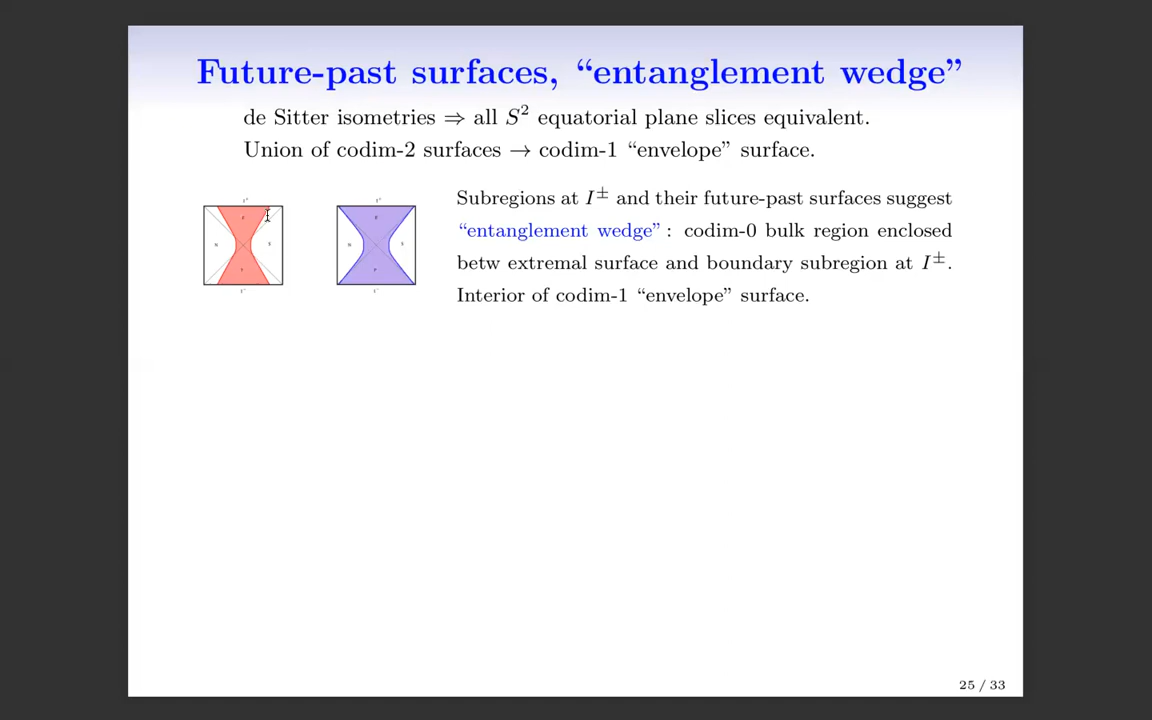 Future-past surfaces, “entanglement wedge”
de Sitter isometries ⇒ all S² equatorial plane slices equivalent.
Union of codim-2 surfaces → codim-1 “envelope” surface.
Subregions at I± and their future-past surfaces suggest
“entanglement wedge” : codim-0 bulk region enclosed
betw extremal surface and boundary subregion at I±.
Interior of codim-1 “envelope” surface.
25 / 33